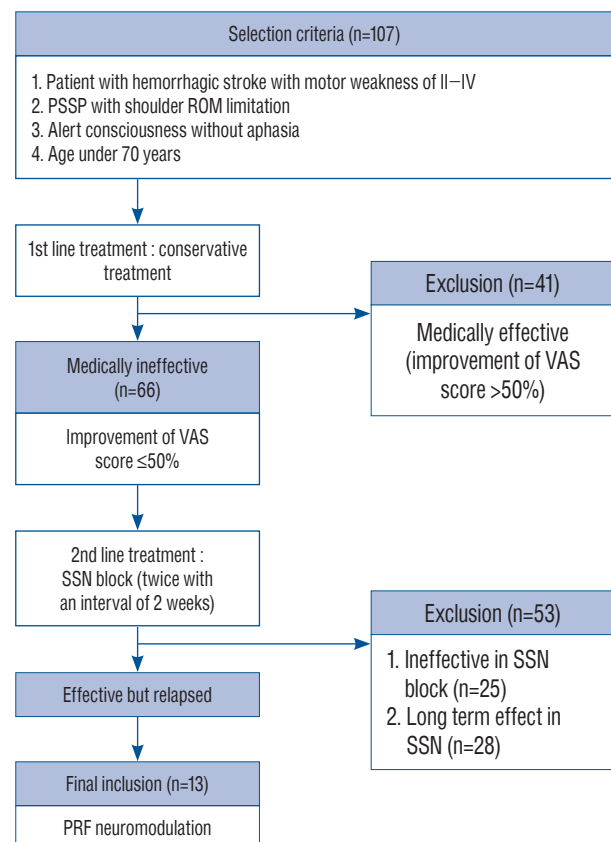 Selection criteria (n=107)
1. Patient with hemorrhagic stroke with motor weakness of II–IV
2. PSSP with shoulder ROM limitation
3. Alert consciousness without aphasia
4. Age under 70 years
1st line treatment : conservative
treatment
Exclusion (n=41)
Medically effective
(improvement of VAS
score >50%)
Medically ineffective
(n=66)
Improvement of VAS
score ≤50%
2nd line treatment :
SSN block (twice with
an interval of 2 weeks)
Exclusion (n=53)
1. Ineffective in SSN
block (n=25)
2. Long term effect in
SSN (n=28)
Effective but relapsed
Final inclusion (n=13)
PRF neuromodulation